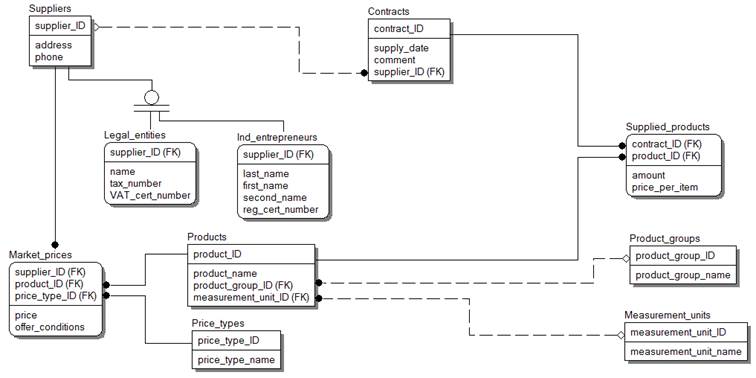 Suppliers
supplier_ID
address
phone
Contracts
contract_ID
supply_date
comment
supplier_ID (FK)
Legal_entities
supplier_ID (FK)
name
tax_number
VAT_cert_number
Ind_entrepreneurs
supplier_ID (FK)
last_name
first_name
second_name
reg_cert_number
Supplied_products
contract_ID (FK)
product_ID (FK)
amount
price_per_item
Market_prices
supplier_ID (FK)
product_ID (FK)
price_type_ID (FK)
price
offer_conditions
Products
product_ID
product_name
product_group_ID (FK)
measurement_unit_ID (FK)
Product_groups
product_group_ID
product_group_name
Price_types
price_type_ID
price_type_name
Measurement_units
measurement_unit_ID
measurement_unit_name